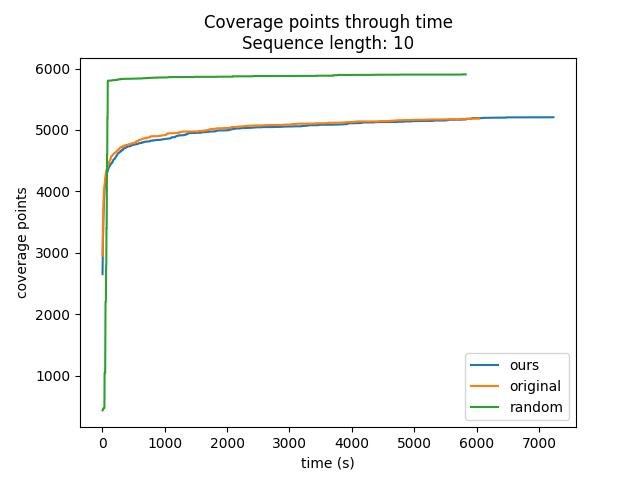 Coverage points through time
Sequence length: 10
coverage points
6000
5000
4000
3000
2000
1000
0
1000
2000
3000
4000
5000
6000
7000
time (s)
ours
original
random